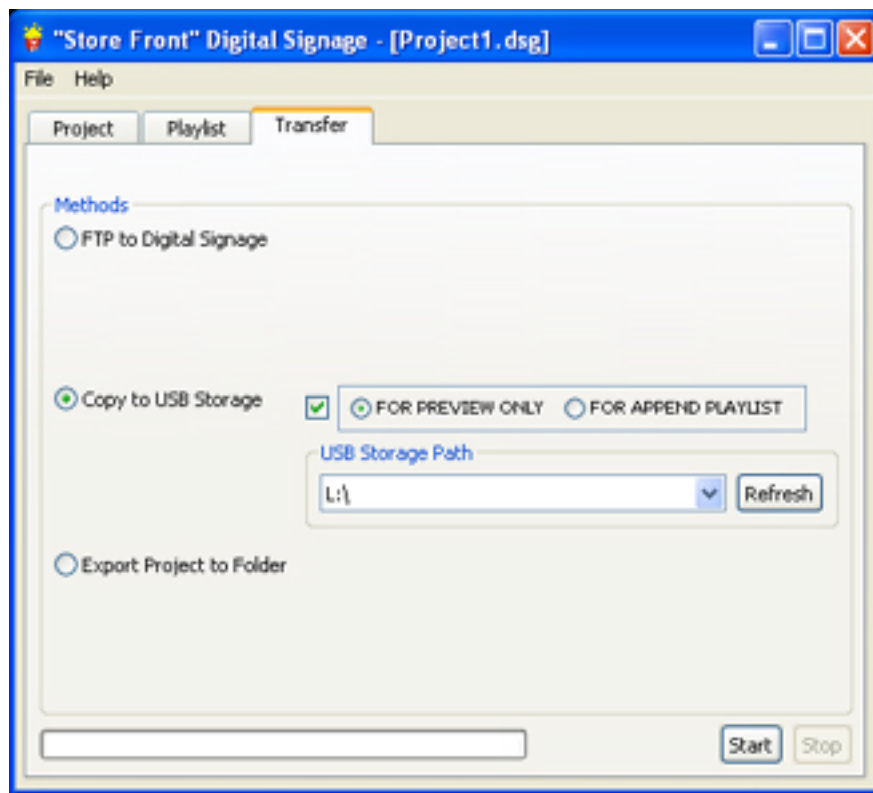 "Store Front" Digital Signage - [Project1.dsg]
File Help
Project Playlist Transfer
Methods
FTP to Digital Signage
Copy to USB Storage FOR PREVIEW ONLY FOR APPEND PLAYLIST
USB Storage Path
L:\ Refresh
Export Project to Folder
Start Stop